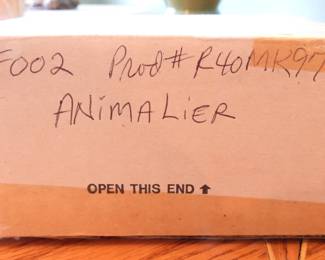 F002 Prod# R40MK97
ANIMALIER
OPEN THIS END ↑